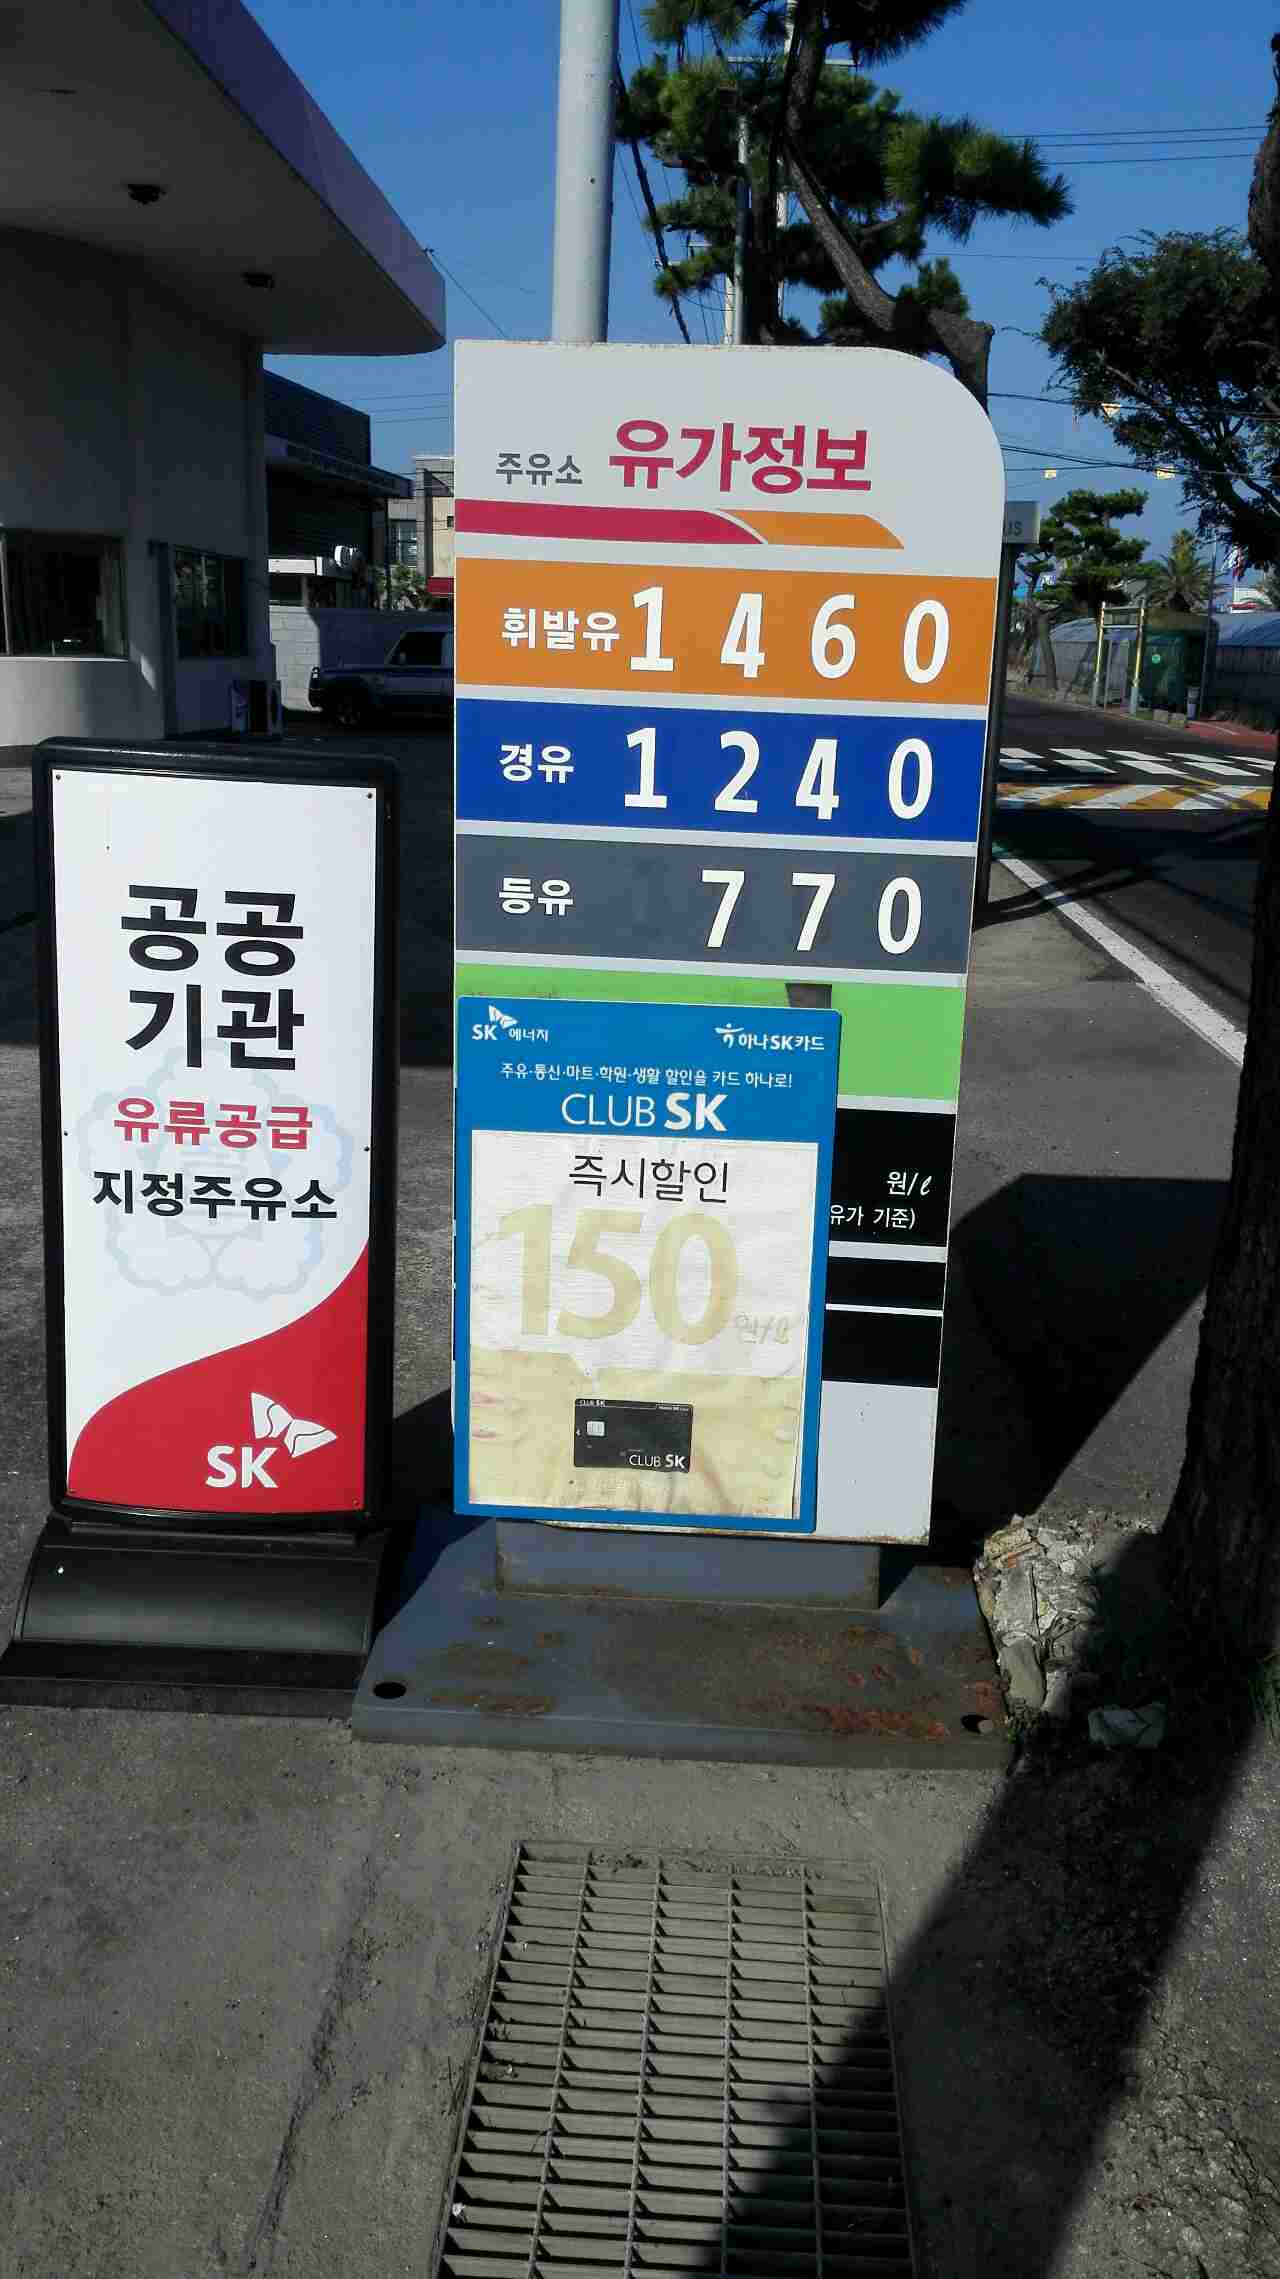 주유소 유가정보
휘발유 1460
경유 1240
등유 770
SK 에너지 하나SK카드
주유·통신·마트·학원·생활 할인을 카드 하나로!
CLUB SK
즉시할인
150
원/ℓ
CLUB SK
CLUB SK
원/ℓ
유가 기준)
공공
기관
유류공급
지정주유소
SK